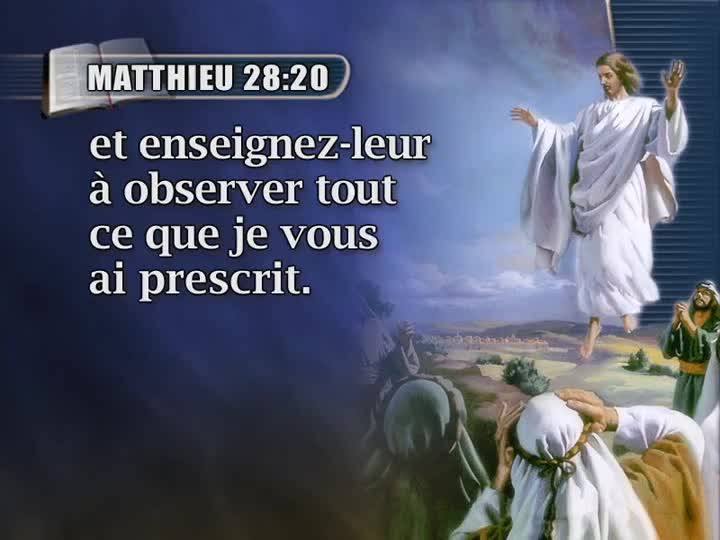 MATTHIEU 28:20
et enseignez-leur
à observer tout
ce que je vous
ai prescrit.